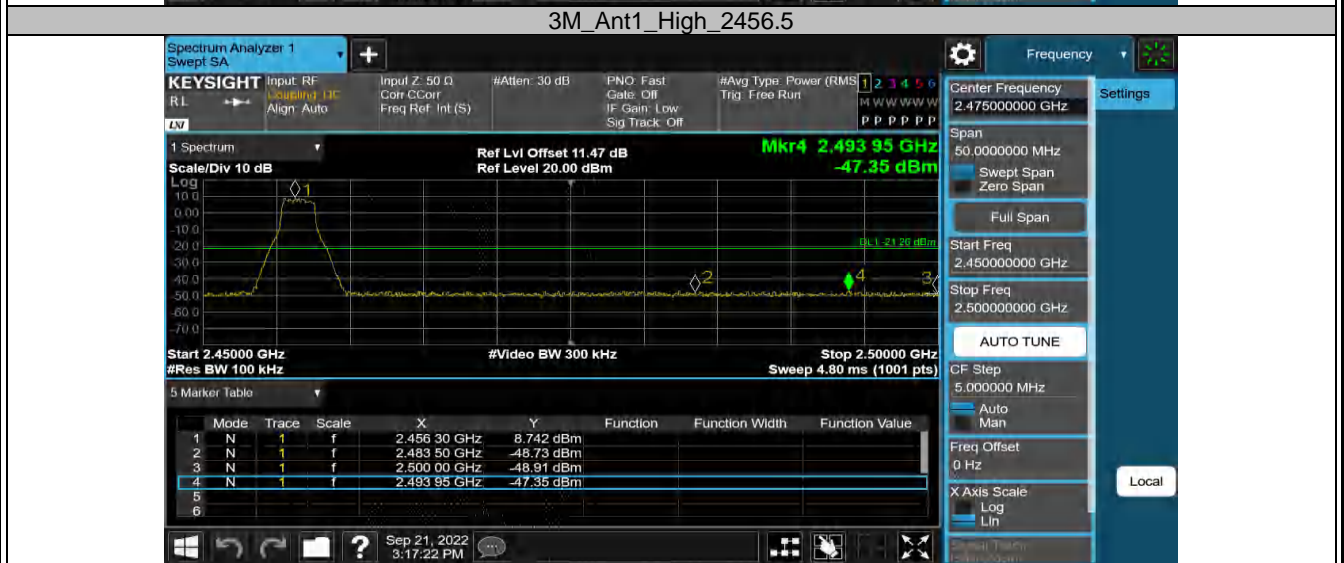 3M_Ant1_High_2456.5
Spectrum Analyzer 1
Swept SA
+
Frequency
KEYSIGHT
RL
LXI
Input: RF
Coupling: DC
Align: Auto
Input Z: 50 Ω
Corr CCorr
Freq Ref: Int (S)
#Atten: 30 dB
PNO: Fast
Gate: Off
IF Gain: Low
Sig Track: Off
#Avg Type: Power (RMS
Trig: Free Run
1 2 3 4 5 6
M W W W W W
P P P P P P
Center Frequency
2.475000000 GHz
Settings
1 Spectrum
Scale/Div 10 dB
Ref Lvl Offset 11.47 dB
Ref Level 20.00 dBm
Mkr4 2.493 95 GHz
-47.35 dBm
Span
50.0000000 MHz
Swept Span
Zero Span
Full Span
Start Freq
2.450000000 GHz
Stop Freq
2.500000000 GHz
AUTO TUNE
CF Step
5.000000 MHz
Auto
Man
Freq Offset
0 Hz
X Axis Scale
Log
Lin
Local
Log
10.0
0.00
-10.0
-20.0
-30.0
-40.0
-50.0
-60.0
-70.0
1
DL1 -21.26 dBm
2
4
3
Start 2.45000 GHz
#Video BW 300 kHz
Stop 2.50000 GHz
#Res BW 100 kHz
Sweep 4.80 ms (1001 pts)
5 Marker Table
Mode Trace Scale X Y Function Function Width Function Value
1 N 1 f 2.456 30 GHz 8.742 dBm
2 N 1 f 2.483 50 GHz -48.73 dBm
3 N 1 f 2.500 00 GHz -48.91 dBm
4 N 1 f 2.493 95 GHz -47.35 dBm
5
6
?
Sep 21, 2022
3:17:22 PM